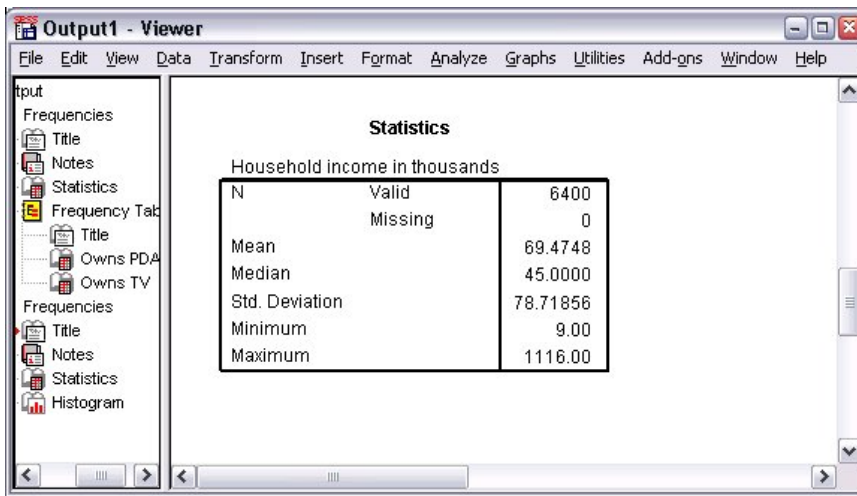 Output1 - Viewer
File Edit View Data Transform Insert Format Analyze Graphs Utilities Add-ons Window Help
tput
Frequencies
Title
Notes
Statistics
Frequency Tab
Title
Owns PDA
Owns TV
Frequencies
Title
Notes
Statistics
Histogram
Statistics
Household income in thousands
N Valid 6400
Missing 0
Mean 69.4748
Median 45.0000
Std. Deviation 78.71856
Minimum 9.00
Maximum 1116.00